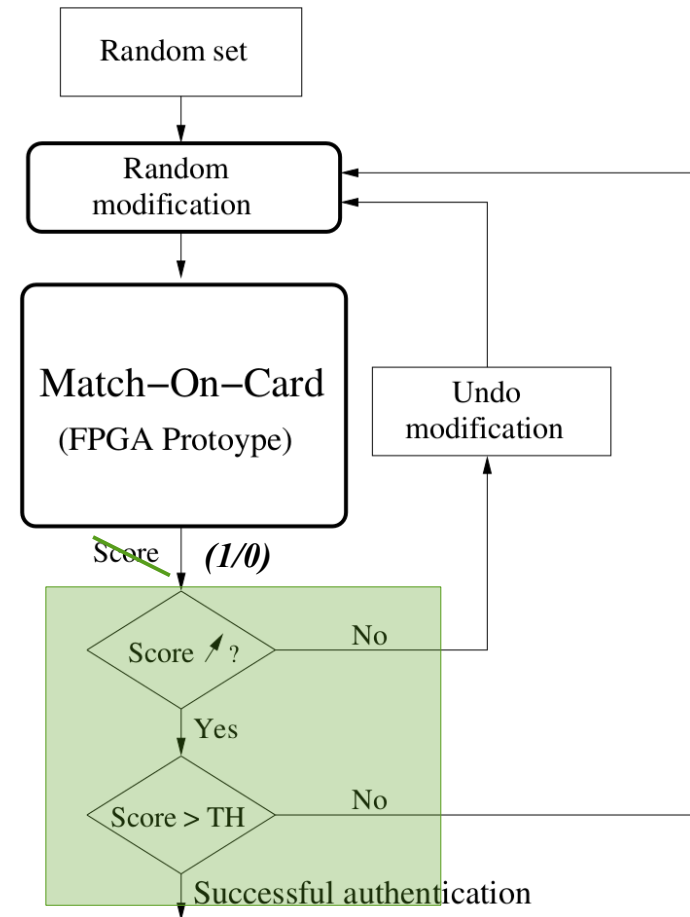 Random set
Random
modification
Match−On−Card
(FPGA Protoype)
Undo
modification
Score (1/0)
Score ?
No
Yes
Score > TH
No
Successful authentication